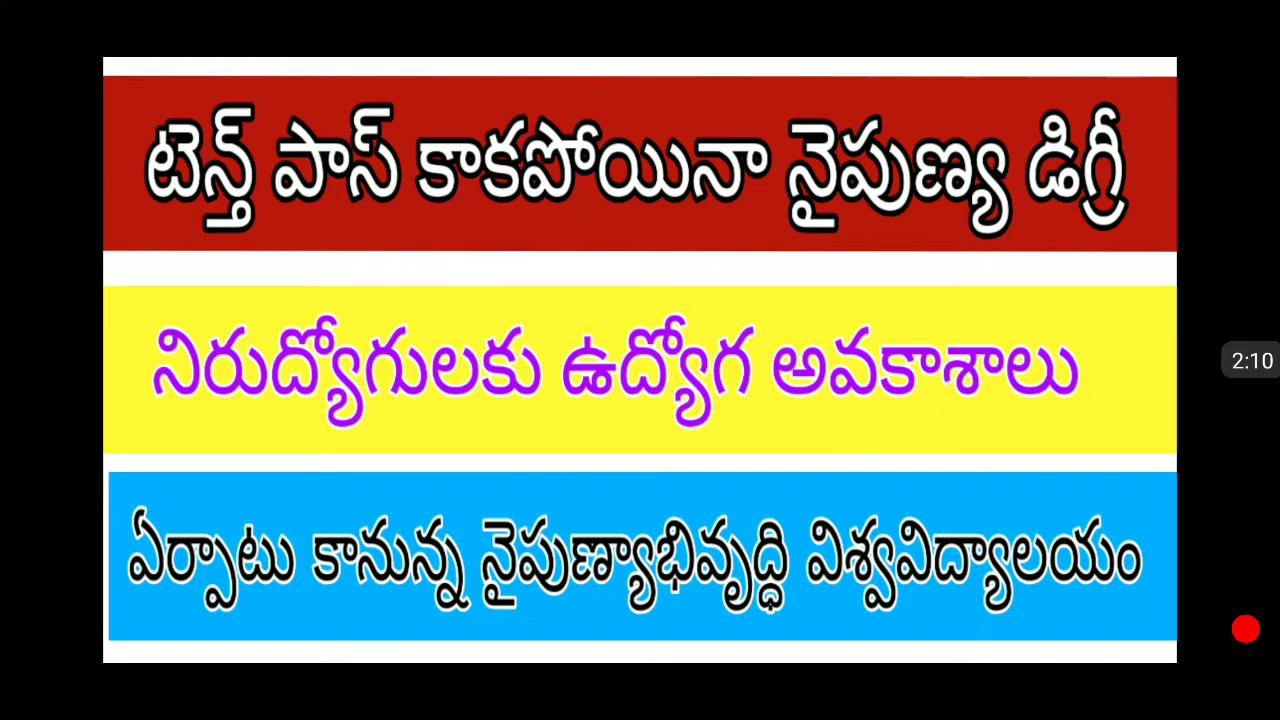 టెన్త్ పాస్ కాకపోయినా నైపుణ్య డిగ్రీ
నిరుద్యోగులకు ఉద్యోగ అవకాశాలు
2:10
ఏర్పాటు కానున్న నైపుణ్యాభివృద్ధి విశ్వవిద్యాలయం